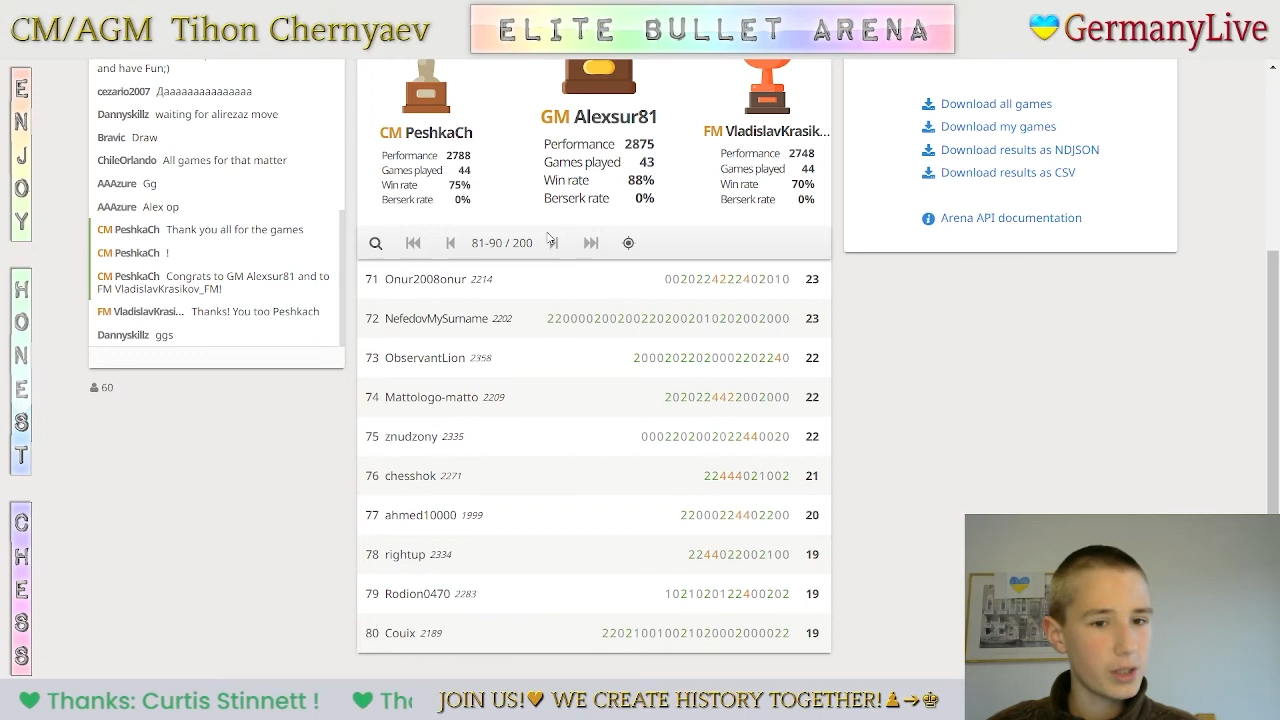 CM/AGM Tihon Chernyaev
ELITE BULLET ARENA
GermanyLive
ENJOY
HONEST
CHESS
and have Fun;)
cezario2007 Дааааааааааааааа
Dannyskillz waiting for alirezaz move
Bravic Draw
ChileOrlando All games for that matter
AAAzure Gg
AAAzure Alex op
CM PeshkaCh Thank you all for the games
CM PeshkaCh !
CM PeshkaCh Congrats to GM Alexsur81 and to
FM VladislavKrasikov_FM!
FM VladislavKrasi... Thanks! You too Peshkach
Dannyskillz ggs
60
CM PeshkaCh
Performance 2788
Games played 44
Win rate 75%
Berserk rate 0%
GM Alexsur81
Performance 2875
Games played 43
Win rate 88%
Berserk rate 0%
FM VladislavKrasik...
Performance 2748
Games played 44
Win rate 70%
Berserk rate 0%
81-90 / 200
71 Onur2008onur 2214 0020224222402010 23
72 NefedovMySurname 2202 22000020020022020020102020020​00 23
73 ObservantLion 2358 20002022020002202240 22
74 Mattologo-matto 2209 2020224422002000 22
75 znudzony 2335 0002202002022440020 22
76 chesshok 2271 22444021002 21
77 ahmed10000 1999 22000224402200 20
78 rightup 2334 2244022002100 19
79 Rodion0470 2283 1021020122400202 19
80 Couix 2189 220210010021020002000022 19
Download all games
Download my games
Download results as NDJSON
Download results as CSV
Arena API documentation
Thanks: Curtis Stinnett !
JOIN US! WE CREATE HISTORY TOGETHER!